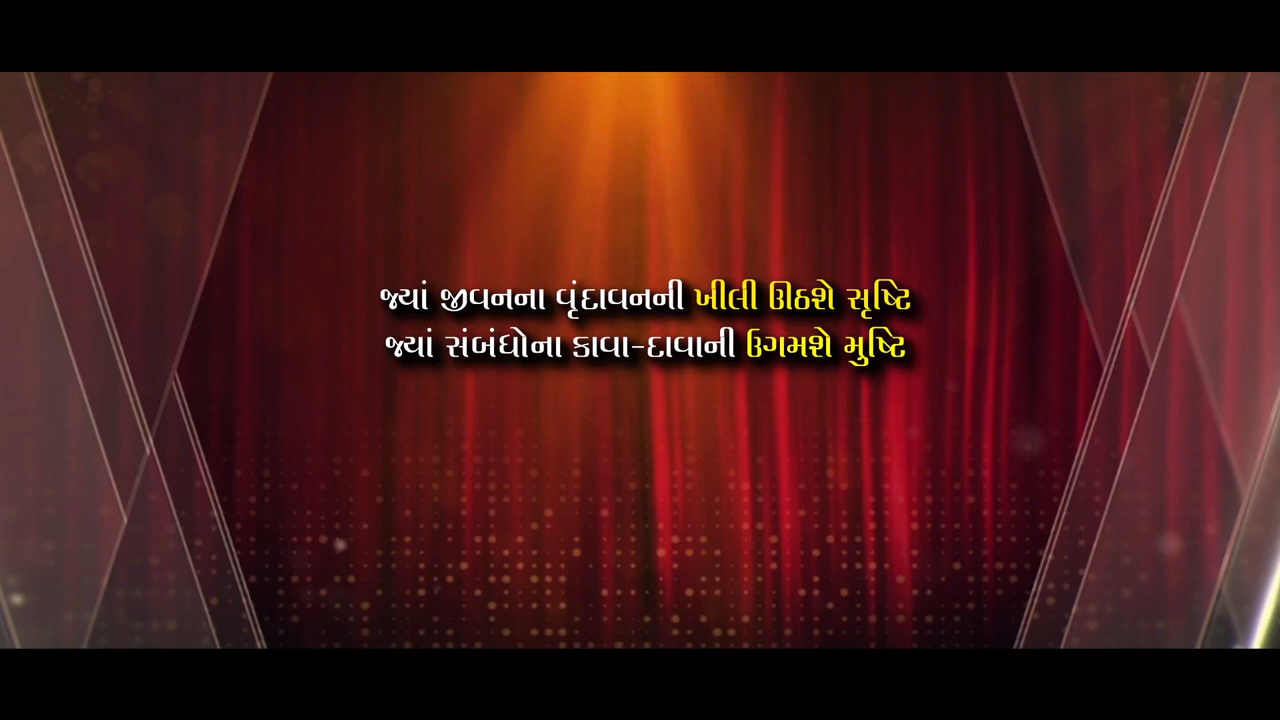 જ્યાં જીવનના વૃંદાવનની ખીલી ઊઠશે સૃષ્ટિ
જ્યાં સંબંધોના કાવા-દાવાની ઉગમશે મુષ્ટિ